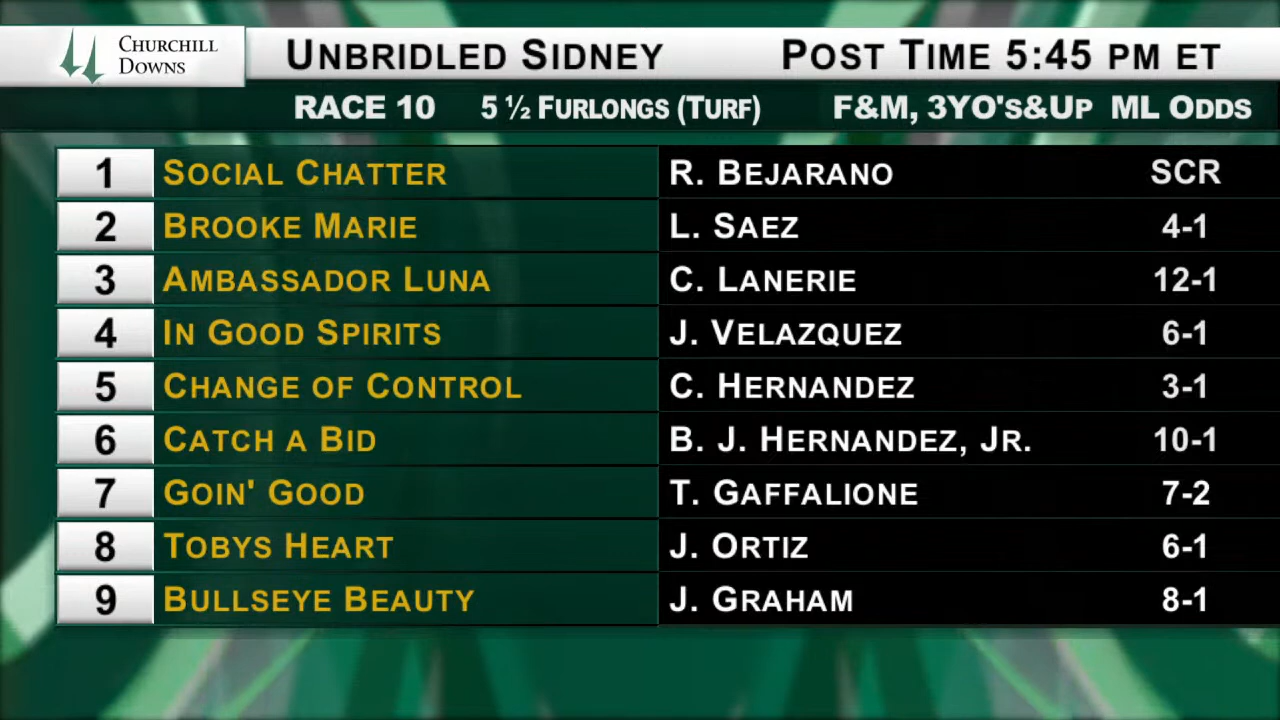 Churchill Downs
Unbridled Sidney Post Time 5:45 PM ET
RACE 10 5 ½ Furlongs (Turf) F&M, 3YO's&Up ML Odds
1 Social Chatter R. Bejarano SCR
2 Brooke Marie L. Saez 4-1
3 Ambassador Luna C. Lanerie 12-1
4 In Good Spirits J. Velazquez 6-1
5 Change of Control C. Hernandez 3-1
6 Catch a Bid B. J. Hernandez, Jr. 10-1
7 Goin' Good T. Gaffalione 7-2
8 Tobys Heart J. Ortiz 6-1
9 Bullseye Beauty J. Graham 8-1